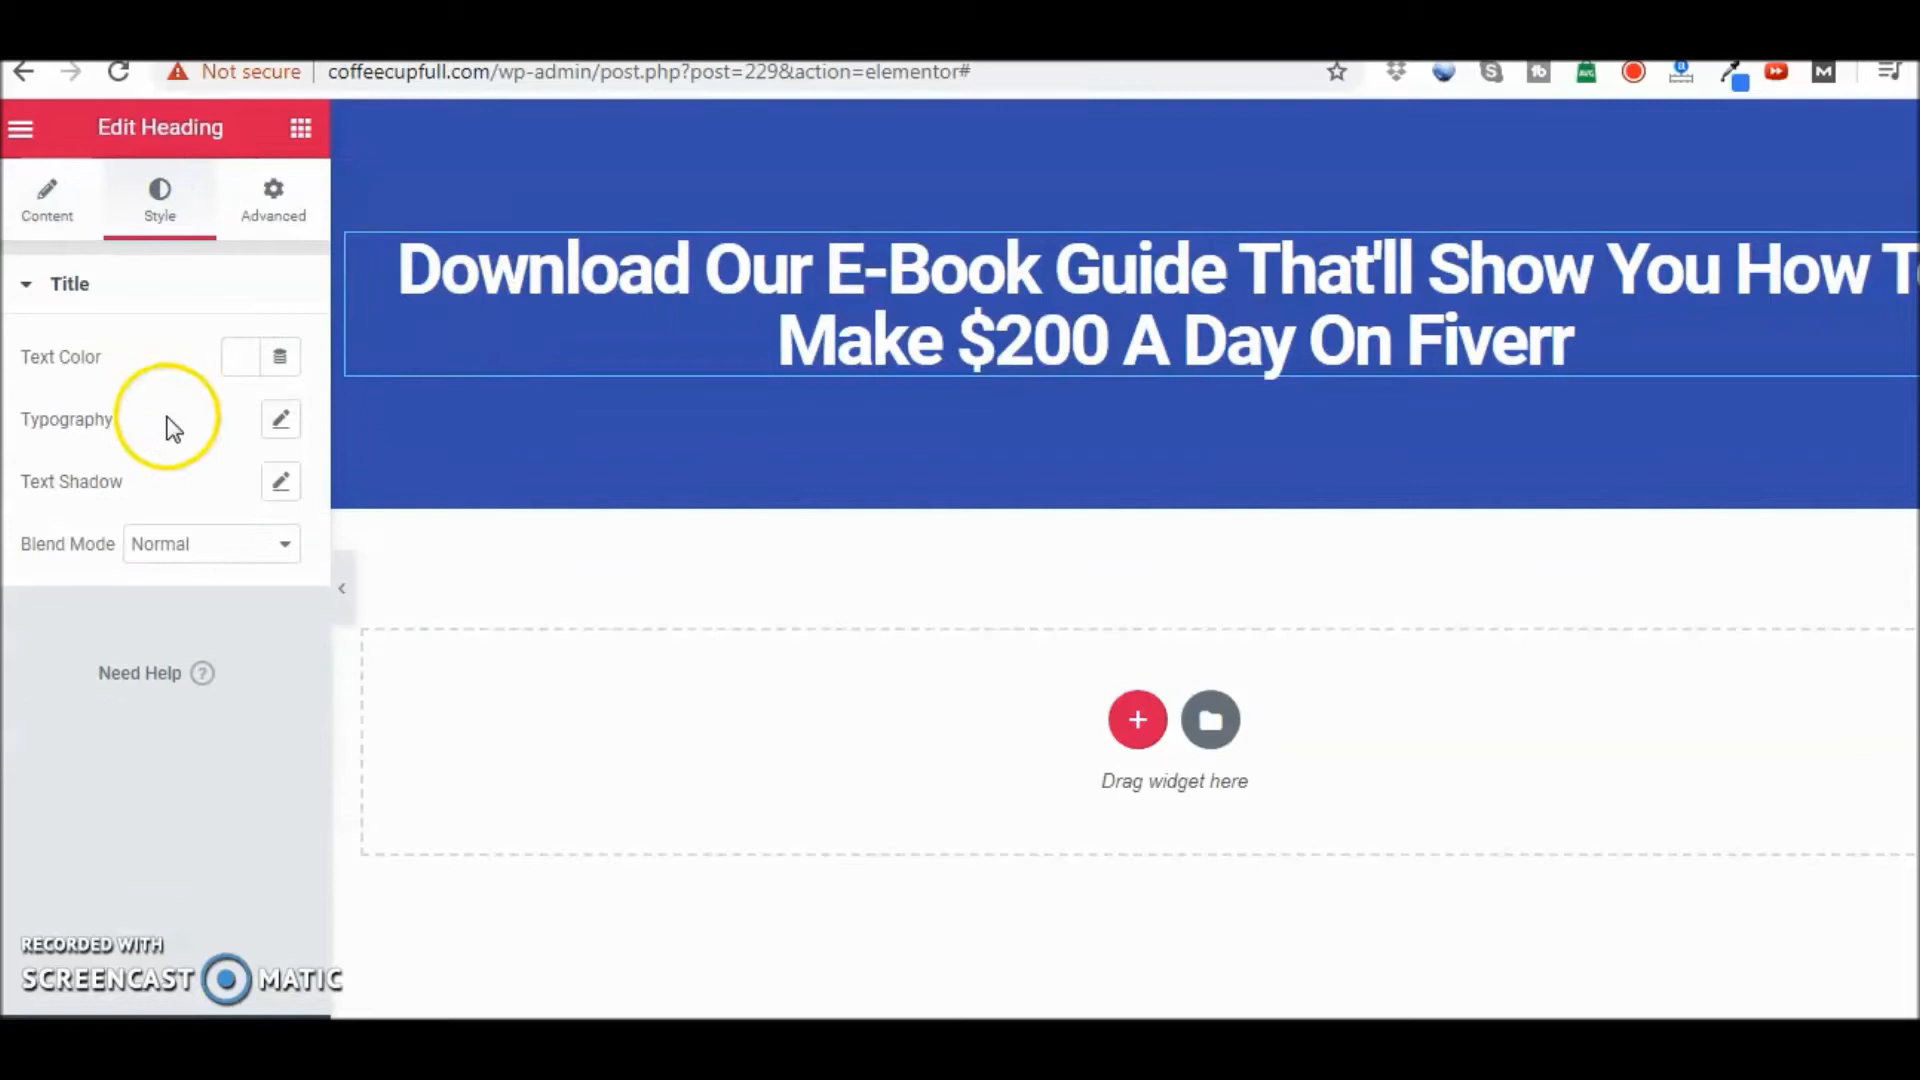 Not secure
coffeecupfull.com/wp-admin/post.php?post=229&action=elementor#
Edit Heading
Content
Style
Advanced
Title
Text Color
Typography
Text Shadow
Blend Mode
Normal
Need Help ?
Download Our E-Book Guide That'll Show You How T
Make $200 A Day On Fiverr
Drag widget here
RECORDED WITH
SCREENCAST MATIC